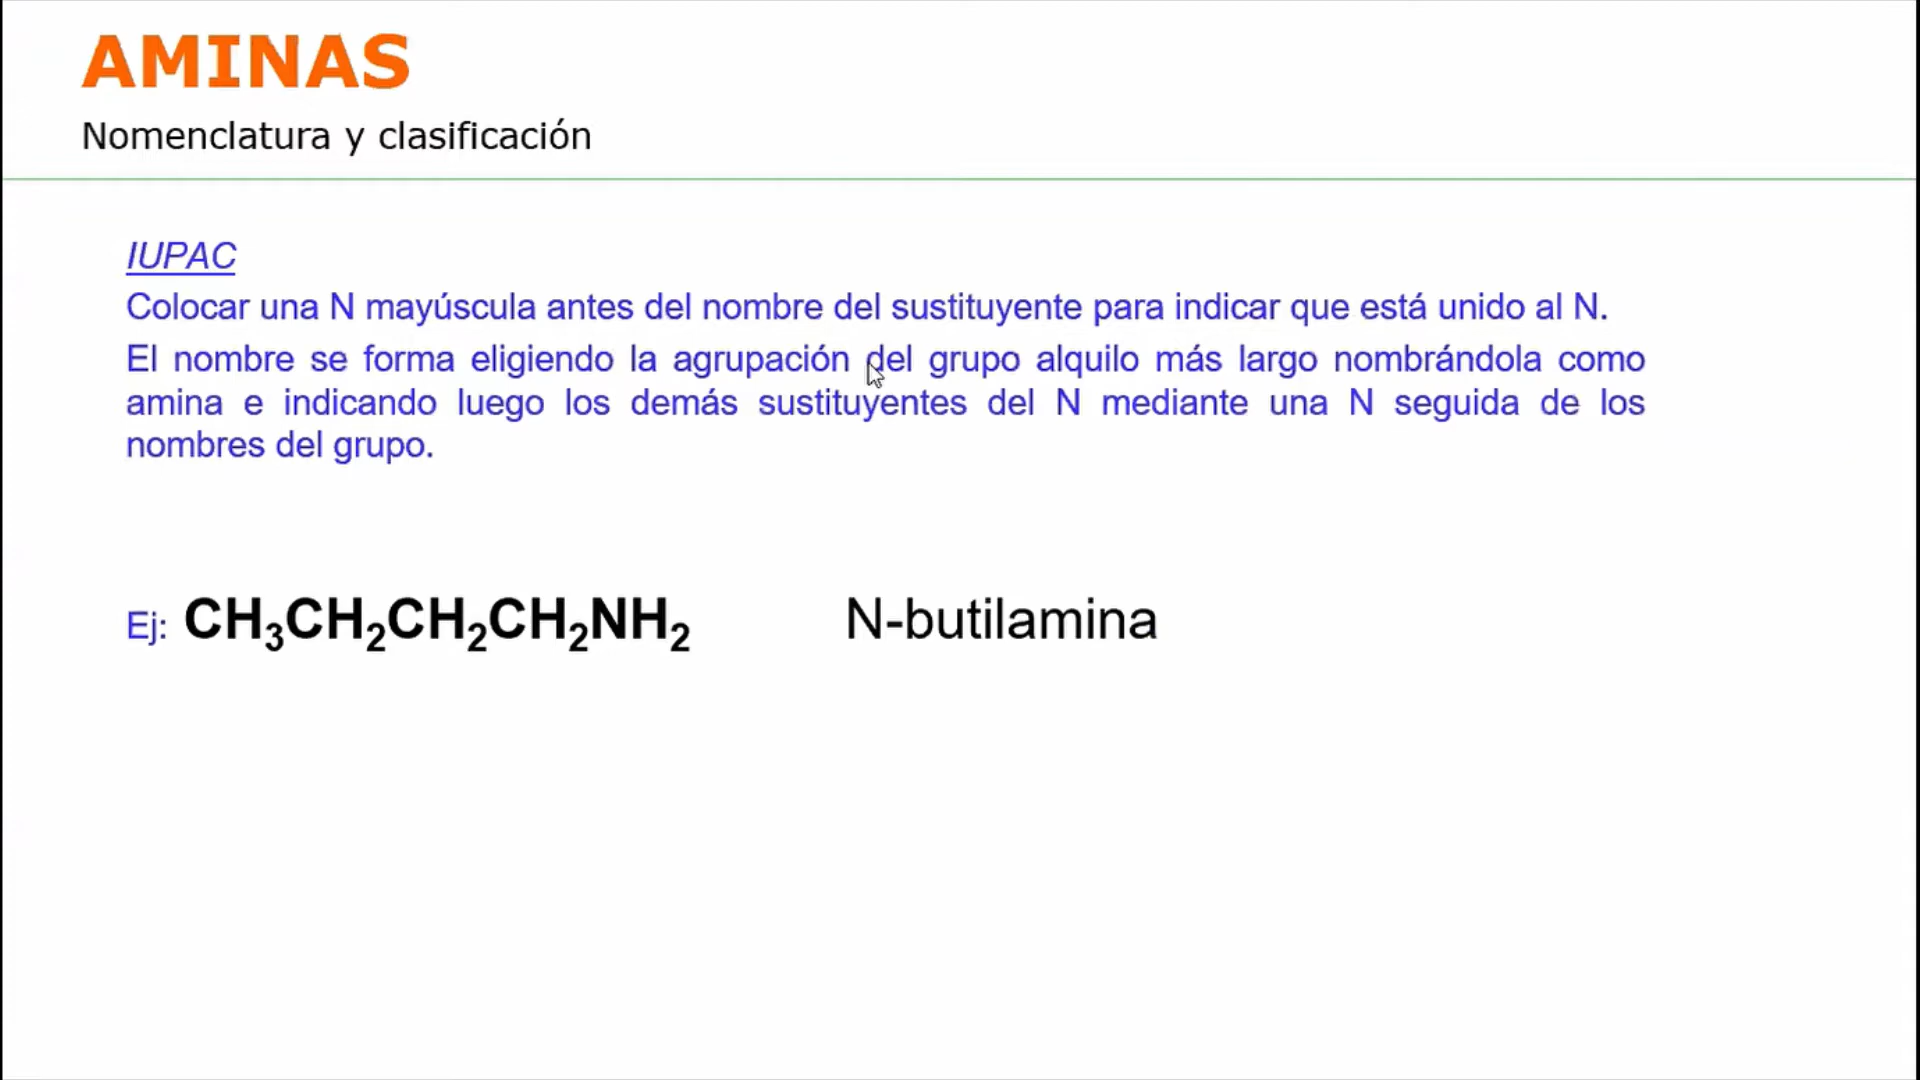 AMINAS
Nomenclatura y clasificación
IUPAC
Colocar una N mayúscula antes del nombre del sustituyente para indicar que está unido al N.
El nombre se forma eligiendo la agrupación del grupo alquilo más largo nombrándola como
amina e indicando luego los demás sustituyentes del N mediante una N seguida de los
nombres del grupo.
Ej: CH₃CH₂CH₂CH₂NH₂ N-butilamina